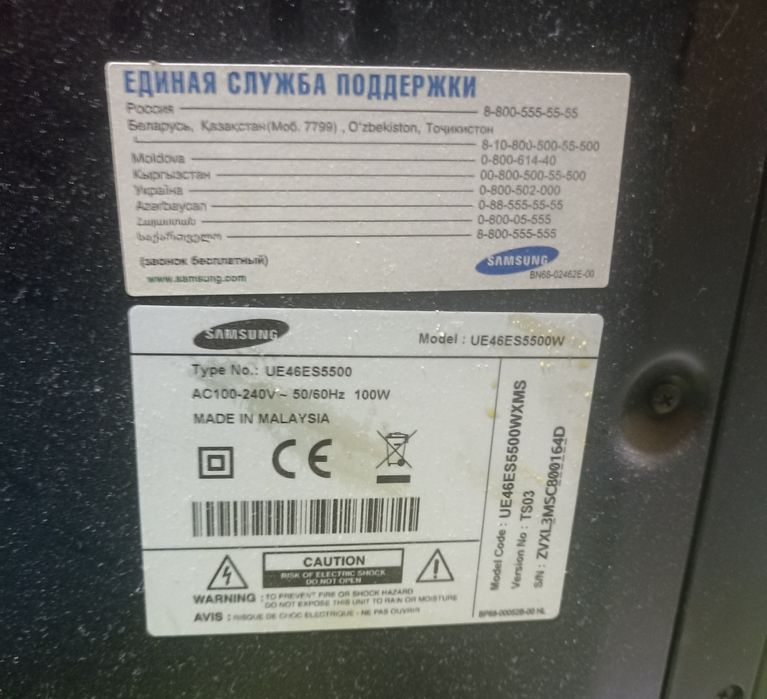 ЕДИНАЯ СЛУЖБА ПОДДЕРЖКИ
Россия 8-800-555-55-55
Беларусь, Қазақстан(Моб. 7799) , O'zbekiston, Тоҷикистон
8-10-800-500-55-500
Moldova 0-800-614-40
Кыргызстан 00-800-500-55-500
Україна 0-800-502-000
Azərbaycan 0-88-555-55-55
Հայաստան 0-800-05-555
საქართველო 8-800-555-555
(звонок бесплатный)
SAMSUNG
www.samsung.com
BN68-02462E-00
SAMSUNG Model : UE46ES5500W
Type No.: UE46ES5500
AC100-240V~ 50/60Hz 100W
MADE IN MALAYSIA
CE
Model Code : UE46ES5500WXMS
Version No : TS03
S/N : ZVXL3MSC800164D
CAUTION
RISK OF ELECTRIC SHOCK
DO NOT OPEN
WARNING : TO PREVENT FIRE OR SHOCK HAZARD
DO NOT EXPOSE THIS UNIT TO RAIN OR MOISTURE
AVIS : RISQUE DE CHOC ELECTRIQUE - NE PAS OUVRIR
BP68-00052B-00 NL